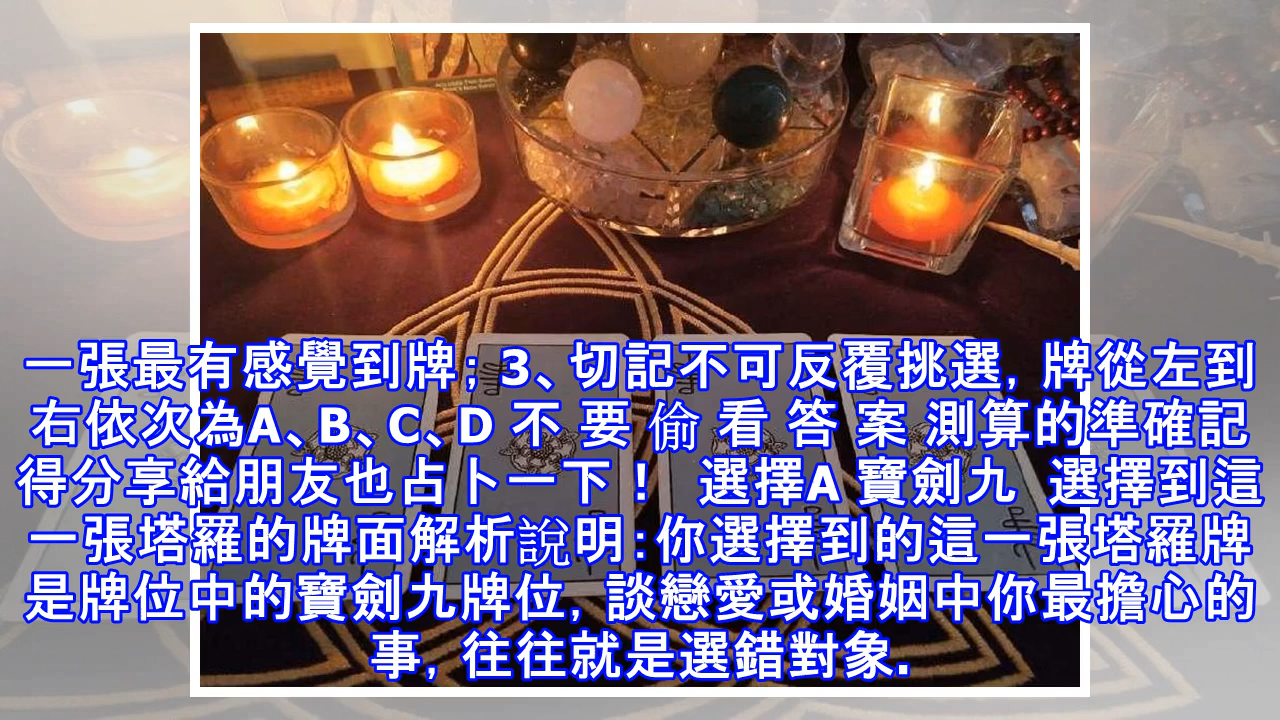 一張最有感覺到牌; 3、切記不可反覆挑選, 牌從左到
右依次為A、B、C、D 不 要 偷 看 答 案 測算的準確記
得分享給朋友也占卜一下！ 選擇A 寶劍九 選擇到這
一張塔羅的牌面解析說明:你選擇到的這一張塔羅牌
是牌位中的寶劍九牌位, 談戀愛或婚姻中你最擔心的
事, 往往就是選錯對象.